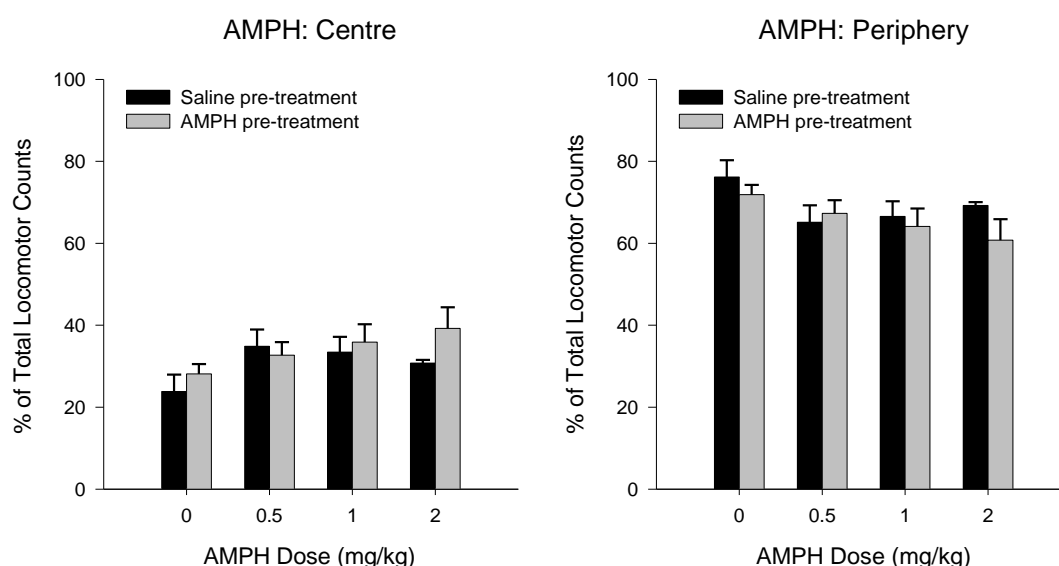 AMPH: Centre
% of Total Locomotor Counts
100
80
60
40
20
0
Saline pre-treatment
AMPH pre-treatment
0 0.5 1 2
AMPH Dose (mg/kg)
AMPH: Periphery
% of Total Locomotor Counts
100
80
60
40
20
0
Saline pre-treatment
AMPH pre-treatment
0 0.5 1 2
AMPH Dose (mg/kg)